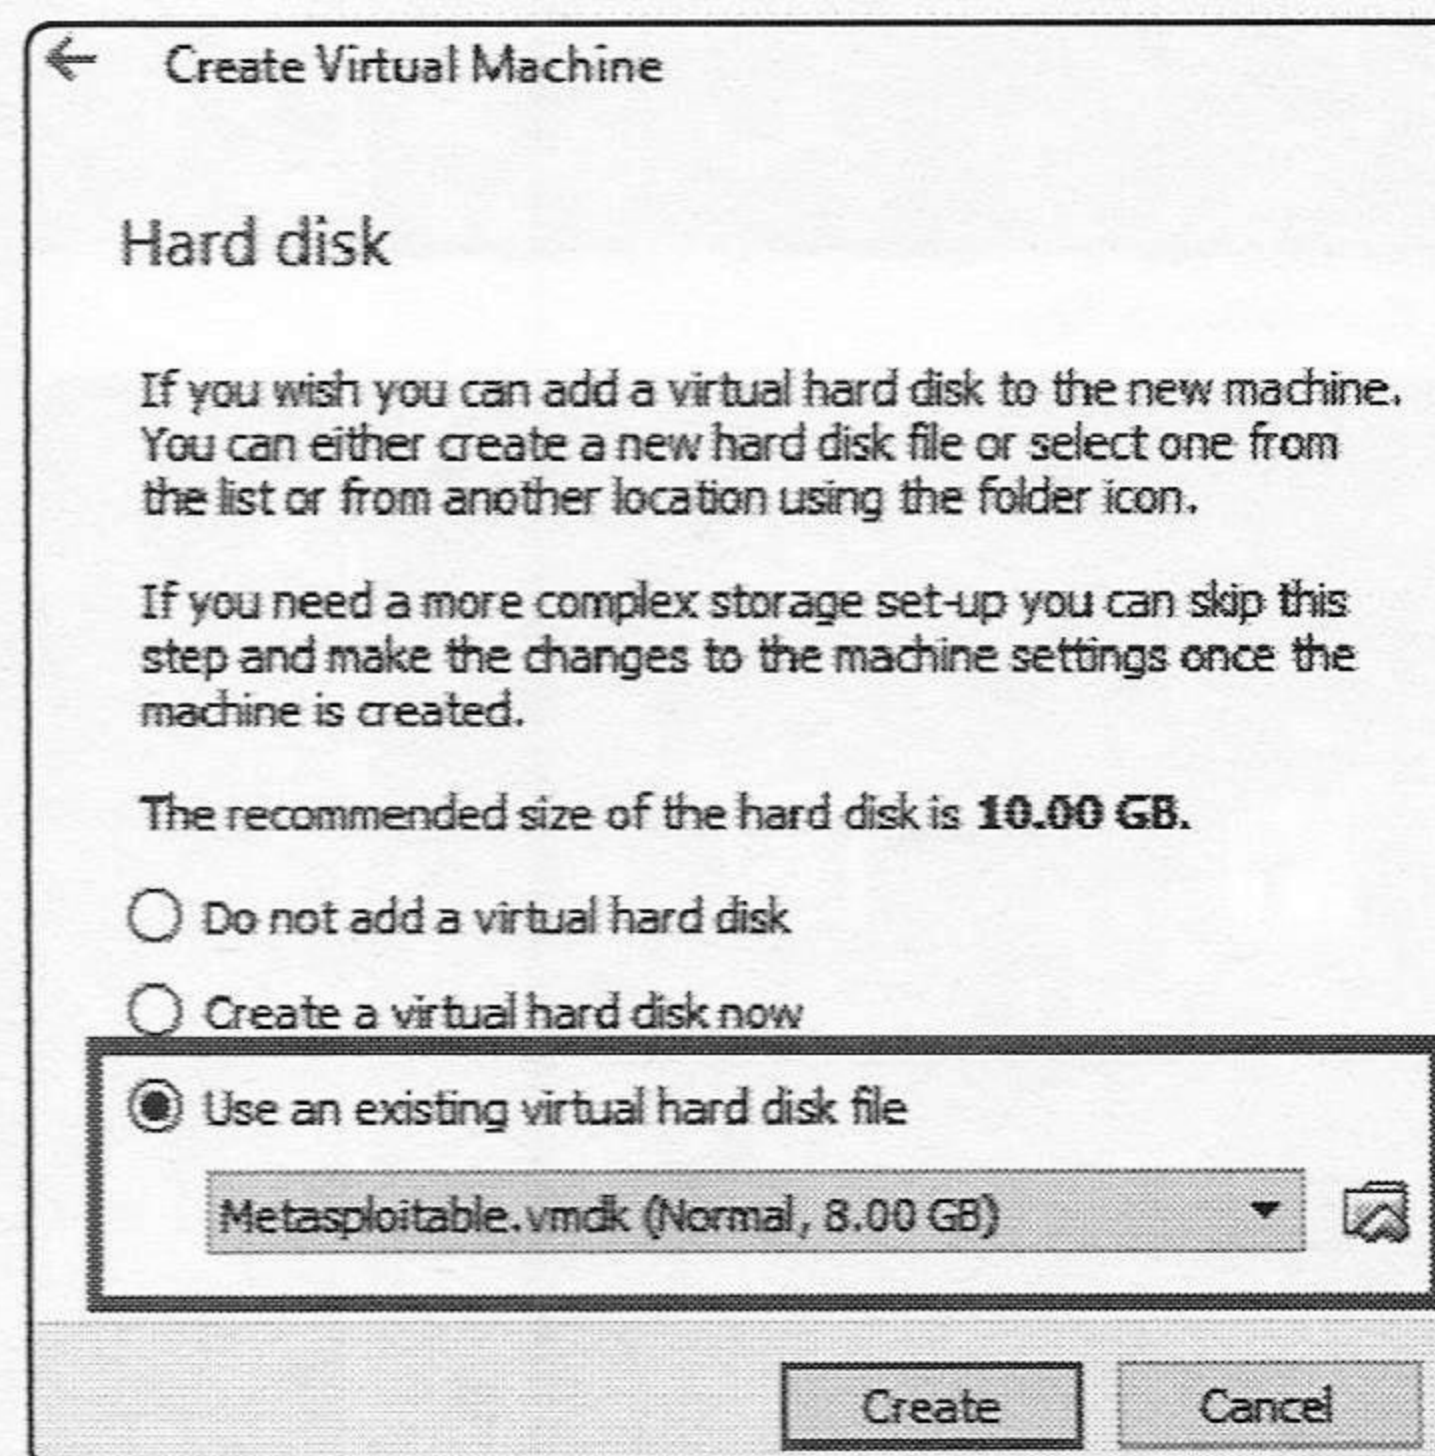 Create Virtual Machine
Hard disk
If you wish you can add a virtual hard disk to the new machine.
You can either create a new hard disk file or select one from
the list or from another location using the folder icon.
If you need a more complex storage set-up you can skip this
step and make the changes to the machine settings once the
machine is created.
The recommended size of the hard disk is 10.00 GB.
Do not add a virtual hard disk
Create a virtual hard disk now
Use an existing virtual hard disk file
Metasploitable.vmdk (Normal, 8.00 GB)
Create Cancel